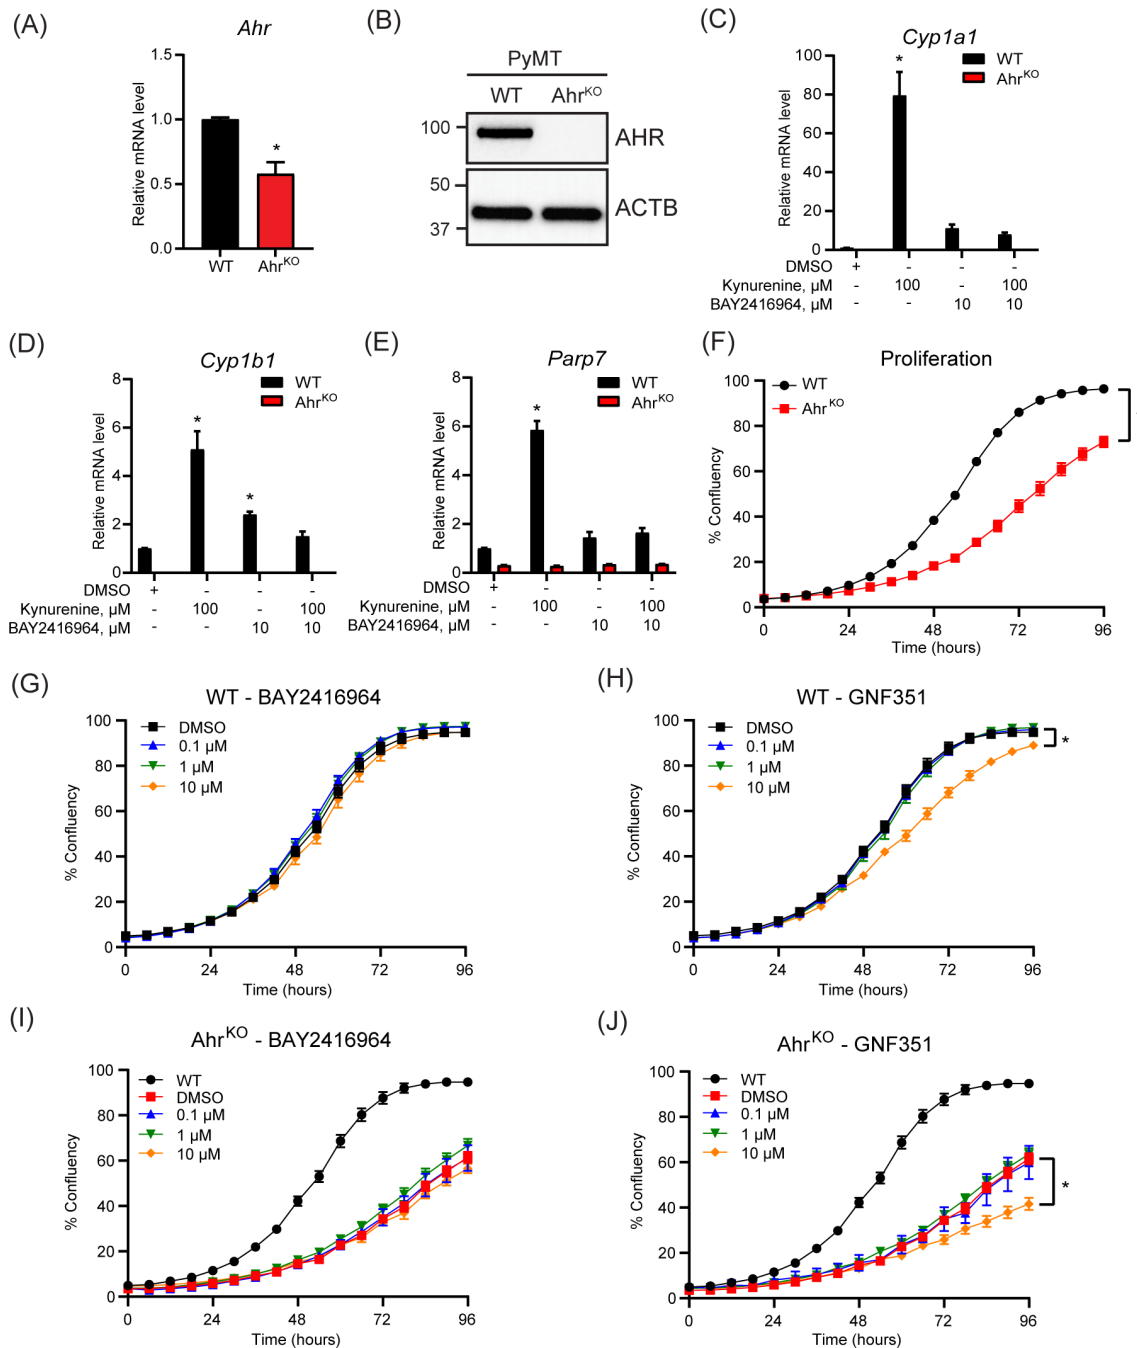 (A)
Ahr
Relative mRNA level
1.5
1.0
0.5
0.0
*
WT
Ahr^KO
(B)
PyMT
WT Ahr^KO
100
AHR
50
37
ACTB
(C)
Cyp1a1
WT
Ahr^KO
Relative mRNA level
100
80
60
40
20
0
*
DMSO + - - -
Kynurenine, µM - 100 - 100
BAY2416964, µM - - 10 10
(D)
Cyp1b1
WT
Ahr^KO
Relative mRNA level
8
6
4
2
0
*
*
DMSO + - - -
Kynurenine, µM - 100 - 100
BAY2416964, µM - - 10 10
(E)
Parp7
WT
Ahr^KO
Relative mRNA level
8
6
4
2
0
*
DMSO + - - -
Kynurenine, µM - 100 - 100
BAY2416964, µM - - 10 10
(F)
Proliferation
WT
Ahr^KO
% Confluency
100
80
60
40
20
0
0 24 48 72 96
Time (hours)
(G)
WT - BAY2416964
DMSO
0.1 µM
1 µM
10 µM
% Confluency
100
80
60
40
20
0
0 24 48 72 96
Time (hours)
(H)
WT - GNF351
DMSO
0.1 µM
1 µM
10 µM
% Confluency
100
80
60
40
20
0
*
0 24 48 72 96
Time (hours)
(I)
Ahr^KO - BAY2416964
WT
DMSO
0.1 µM
1 µM
10 µM
% Confluency
100
80
60
40
20
0
0 24 48 72 96
Time (hours)
(J)
Ahr^KO - GNF351
WT
DMSO
0.1 µM
1 µM
10 µM
% Confluency
100
80
60
40
20
0
*
0 24 48 72 96
Time (hours)